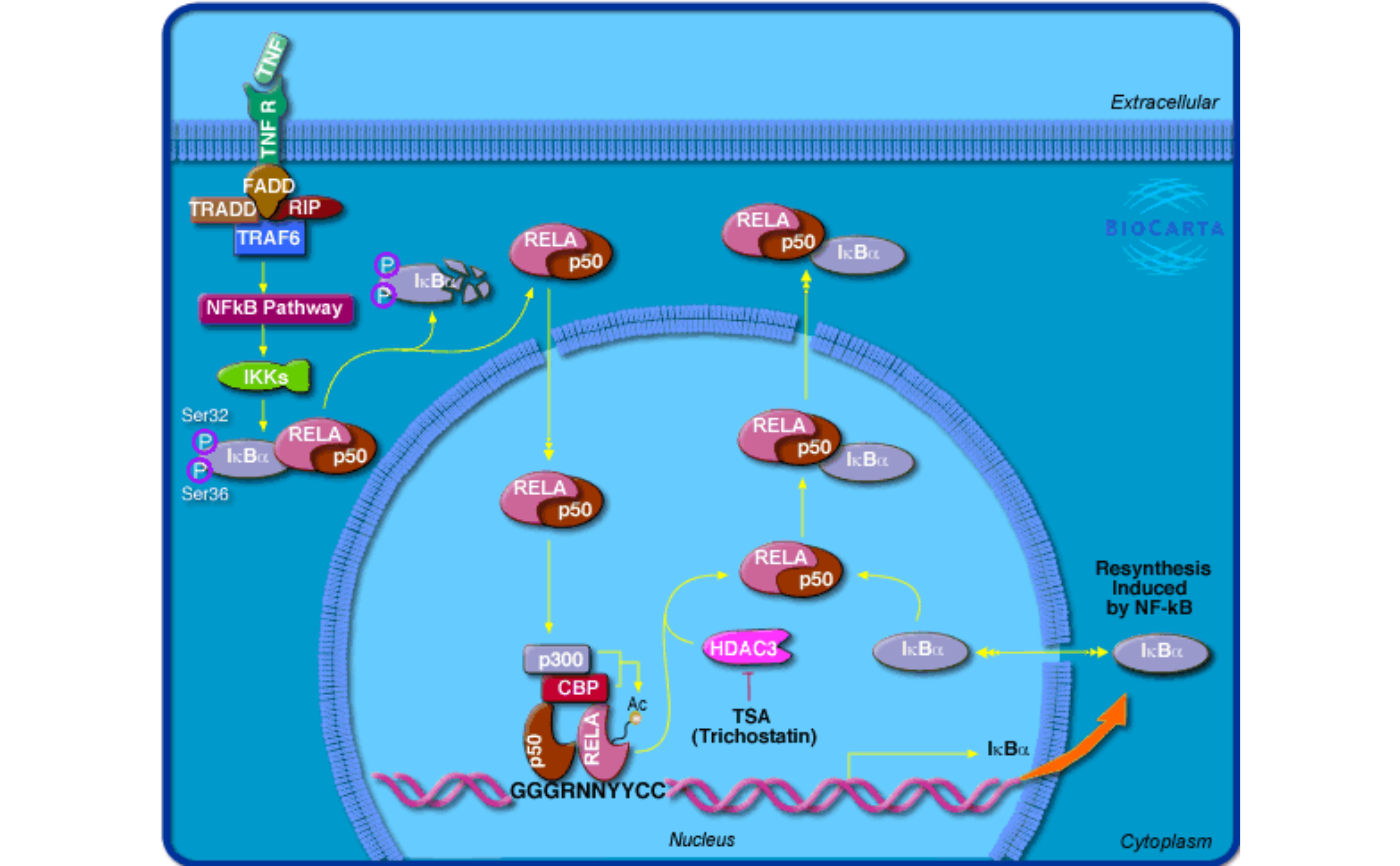 TNF
Extracellular
TNF R
FADD
TRADD
RIP
TRAF6
BIOCARTA
RELA
p50
IκBα
RELA
p50
P
P
IκBα
NFkB Pathway
IKKs
Ser32
P
P
IκBα
RELA
p50
Ser36
RELA
p50
IκBα
RELA
p50
RELA
p50
Resynthesis
Induced
by NF-kB
IκBα
IκBα
HDAC3
p300
CBP
Ac
p50
RELA
TSA
(Trichostatin)
IκBα
GGGRNNYYCC
Nucleus
Cytoplasm